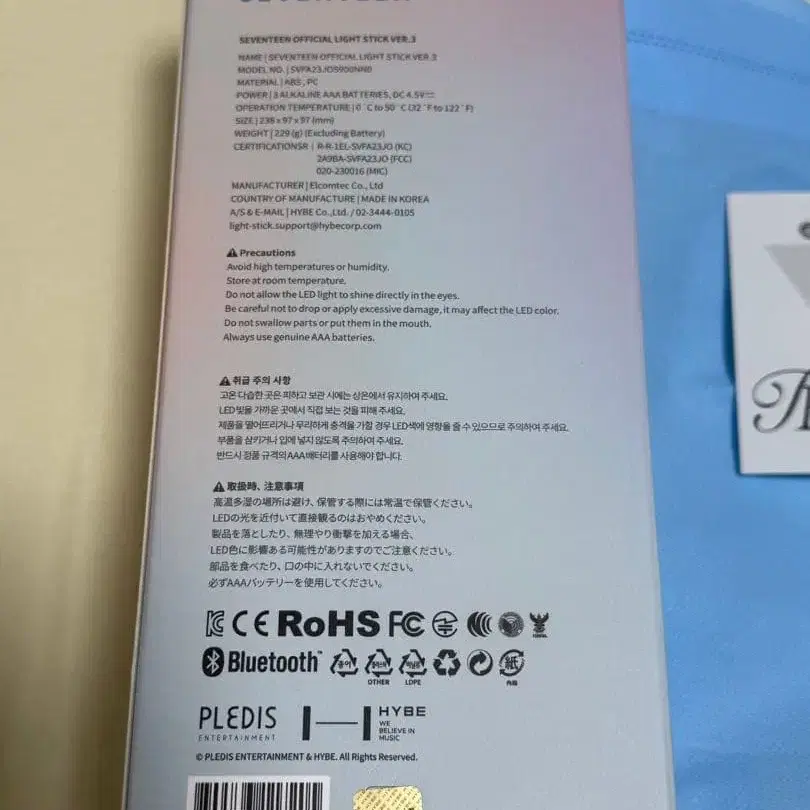 SEVENTEEN OFFICIAL LIGHT STICK VER.3
NAME | SEVENTEEN OFFICIAL LIGHT STICK VER.3
MODEL NO. | SVFA23JOS900NN0
MATERIAL | ABS, PC
POWER | 3 ALKALINE AAA BATTERIES, DC 4.5V
OPERATION TEMPERATURE | 0˚C to 50˚C (32˚F to 122˚F)
SIZE | 238 x 97 x 97 (mm)
WEIGHT | 229 (g) (Excluding Battery)
CERTIFICATIONSR | R-R-1EL-SVFA23JO (KC)
2A9BA-SVFA23JO (FCC)
020-230016 (MIC)
MANUFACTURER | Elcomtec Co., Ltd
COUNTRY OF MANUFACTURE | MADE IN KOREA
A/S & E-MAIL | HYBE Co.,Ltd. / 02-3444-0105
light-stick.support@hybecorp.com
Precautions
Avoid high temperatures or humidity.
Store at room temperature.
Do not allow the LED light to shine directly in the eyes.
Be careful not to drop or apply excessive damage, it may affect the LED color.
Do not swallow parts or put them in the mouth.
Always use genuine AAA batteries.
취급 주의 사항
고온 다습한 곳은 피하고 보관 시에는 상온에서 유지하여 주세요.
LED 빛을 가까운 곳에서 직접 보는 것을 피해 주세요.
제품을 떨어뜨리거나 무리하게 충격을 가할 경우 LED 색에 영향을 줄 수 있으므로 주의하여 주세요.
부품을 삼키거나 입에 넣지 않도록 주의하여 주세요.
반드시 정품 규격의 AAA 배터리를 사용해야 합니다.
取扱時、注意事項
高温多湿の場所は避け、保管する際には常温で保管ください。
LEDの光を近付いて直接観るのはおやめください。
製品を落としたり、無理やり衝撃を加える場合、
LED色に影響ある可能性がありますのでご注意ください。
部品を食べたり、口の中に入れないでください。
必ずAAAバッテリーを使用してください。
CE RoHS FC
Bluetooth 종이 紙
OTHER LDPE 外箱
PLEDIS
ENTERTAINMENT
HYBE
WE
BELIEVE IN
MUSIC
© PLEDIS ENTERTAINMENT & HYBE. All Rights Reserved.